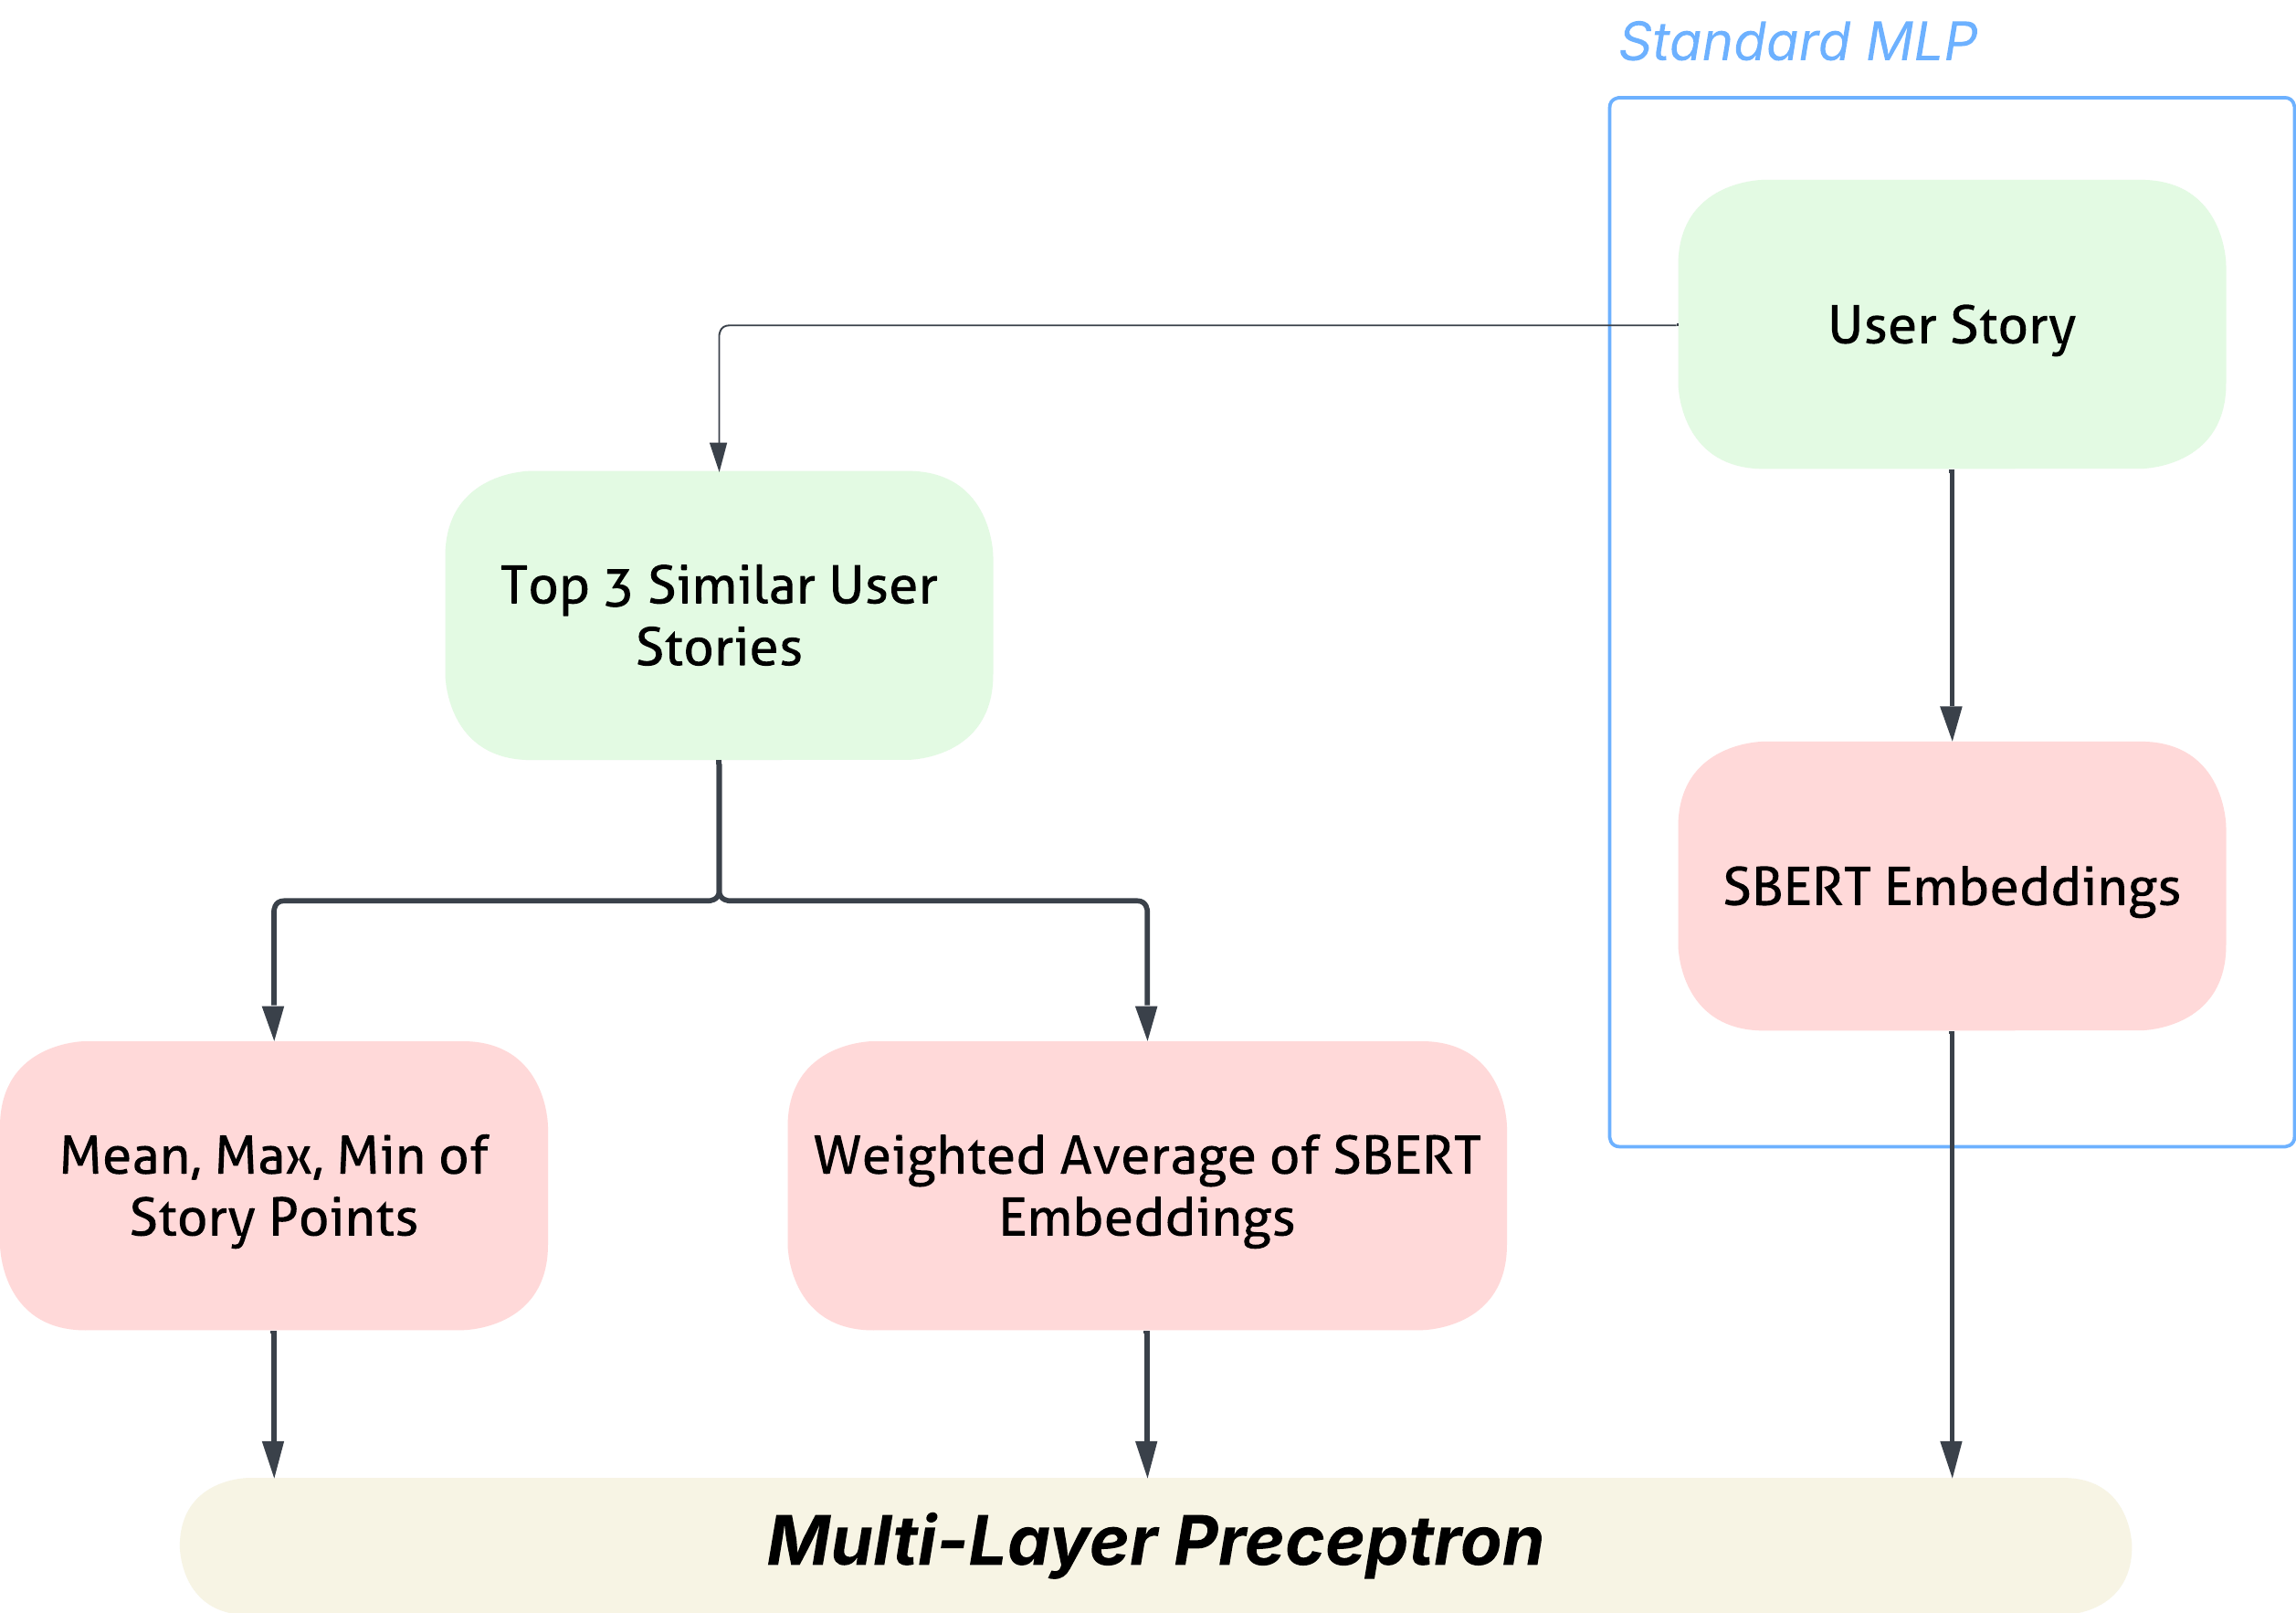 Standard MLP
User Story
Top 3 Similar User
Stories
SBERT Embeddings
Mean, Max, Min of
Story Points
Weighted Average of SBERT
Embeddings
Multi-Layer Preceptron